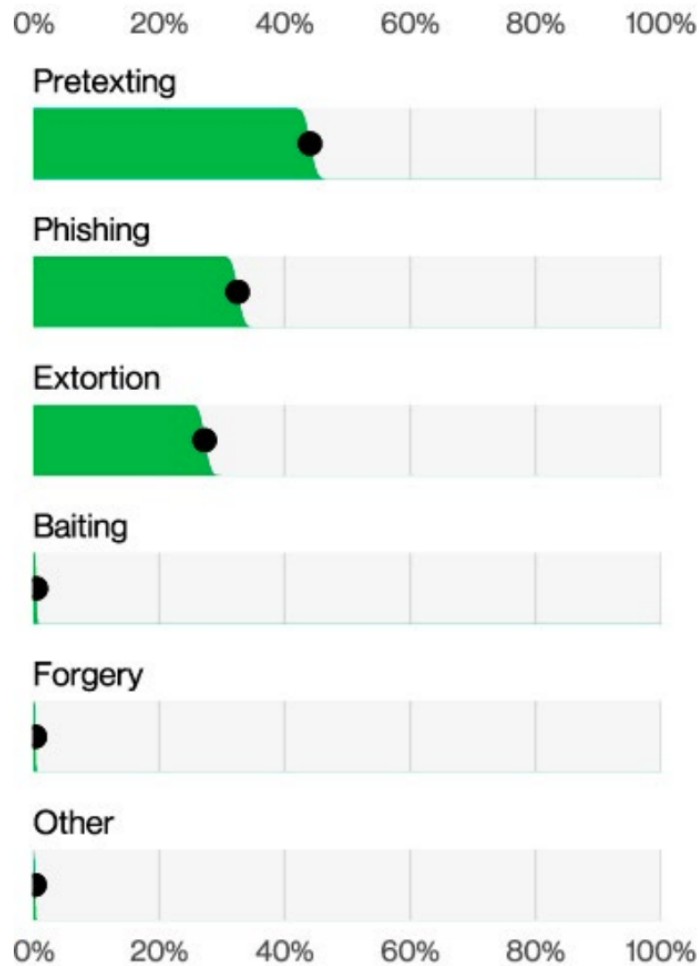 0% 20% 40% 60% 80% 100%
Pretexting
Phishing
Extortion
Baiting
Forgery
Other
0% 20% 40% 60% 80% 100%